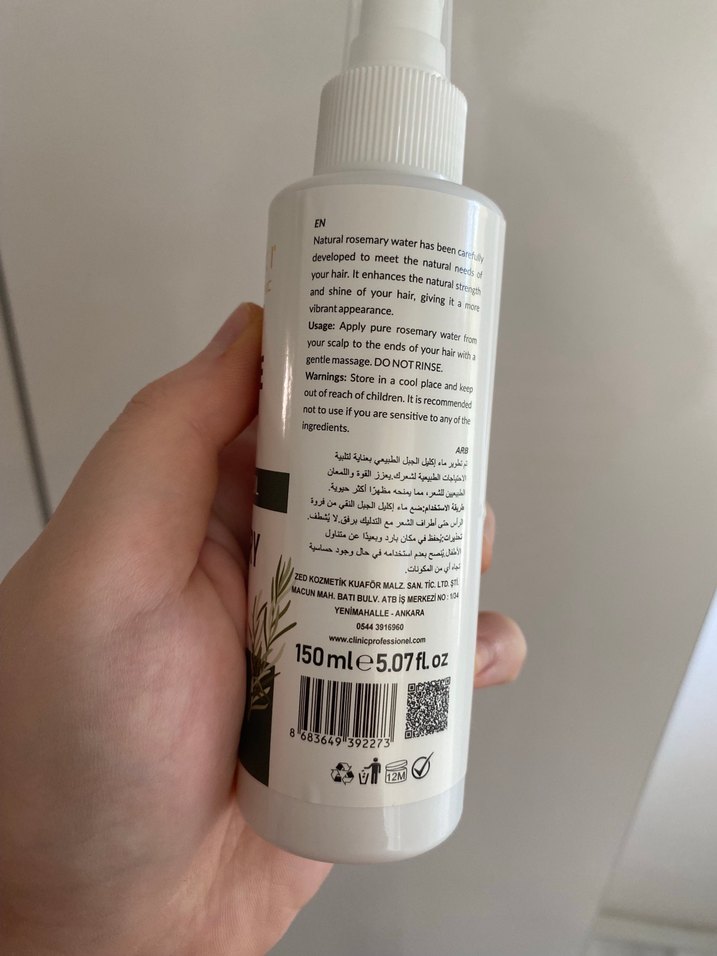 EN
Natural rosemary water has been carefully
developed to meet the natural needs of
your hair. It enhances the natural strength
and shine of your hair, giving it a more
vibrant appearance.
Usage: Apply pure rosemary water from
your scalp to the ends of your hair with a
gentle massage. DO NOT RINSE.
Warnings: Store in a cool place and keep
out of reach of children. It is recommended
not to use if you are sensitive to any of the
ingredients.
ARB
تم تطوير ماء إكليل الجبل الطبيعي بعناية لتلبية
الاحتياجات الطبيعية لشعرك.يعزز القوة واللمعان
الطبيعيين للشعر، مما يمنحه مظهرًا أكثر حيوية.
طريقة الاستخدام:ضع ماء إكليل الجبل النقي من فروة
الرأس حتى أطراف الشعر مع التدليك برفق.لا يُشطف.
تحذيرات:يُحفظ في مكان بارد وبعيدًا عن متناول
الأطفال.يُنصح بعدم استخدامه في حال وجود حساسية
تجاه أي من المكونات.
ZED KOZMETİK KUAFÖR MALZ. SAN. TİC. LTD. ŞTİ.
MACUN MAH. BATI BULV. ATB İŞ MERKEZİ NO : 1/34
YENİMAHALLE - ANKARA
0544 3916960
www.clinicprofessionel.com
150 ml e 5.07 fl. oz
8 683649 392273
12M